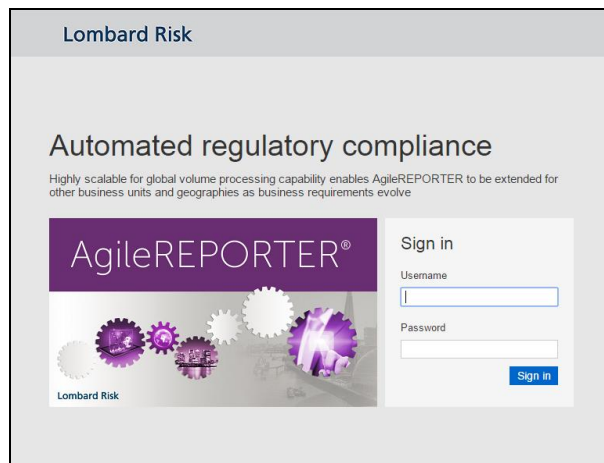 Lombard Risk
Automated regulatory compliance
Highly scalable for global volume processing capability enables AgileREPORTER to be extended for
other business units and geographies as business requirements evolve
AgileREPORTER®
Lombard Risk
Sign in
Username
Password
Sign in